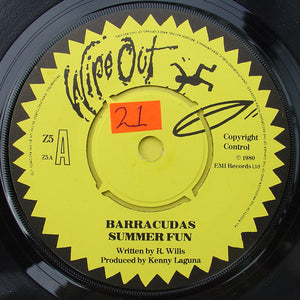 Wipe Out
21
Z5
A
Z5A
Copyright
Control
℗ 1980
EMI Records Ltd
BARRACUDAS
SUMMER FUN
Written by R. Wills
Produced by Kenny Laguna